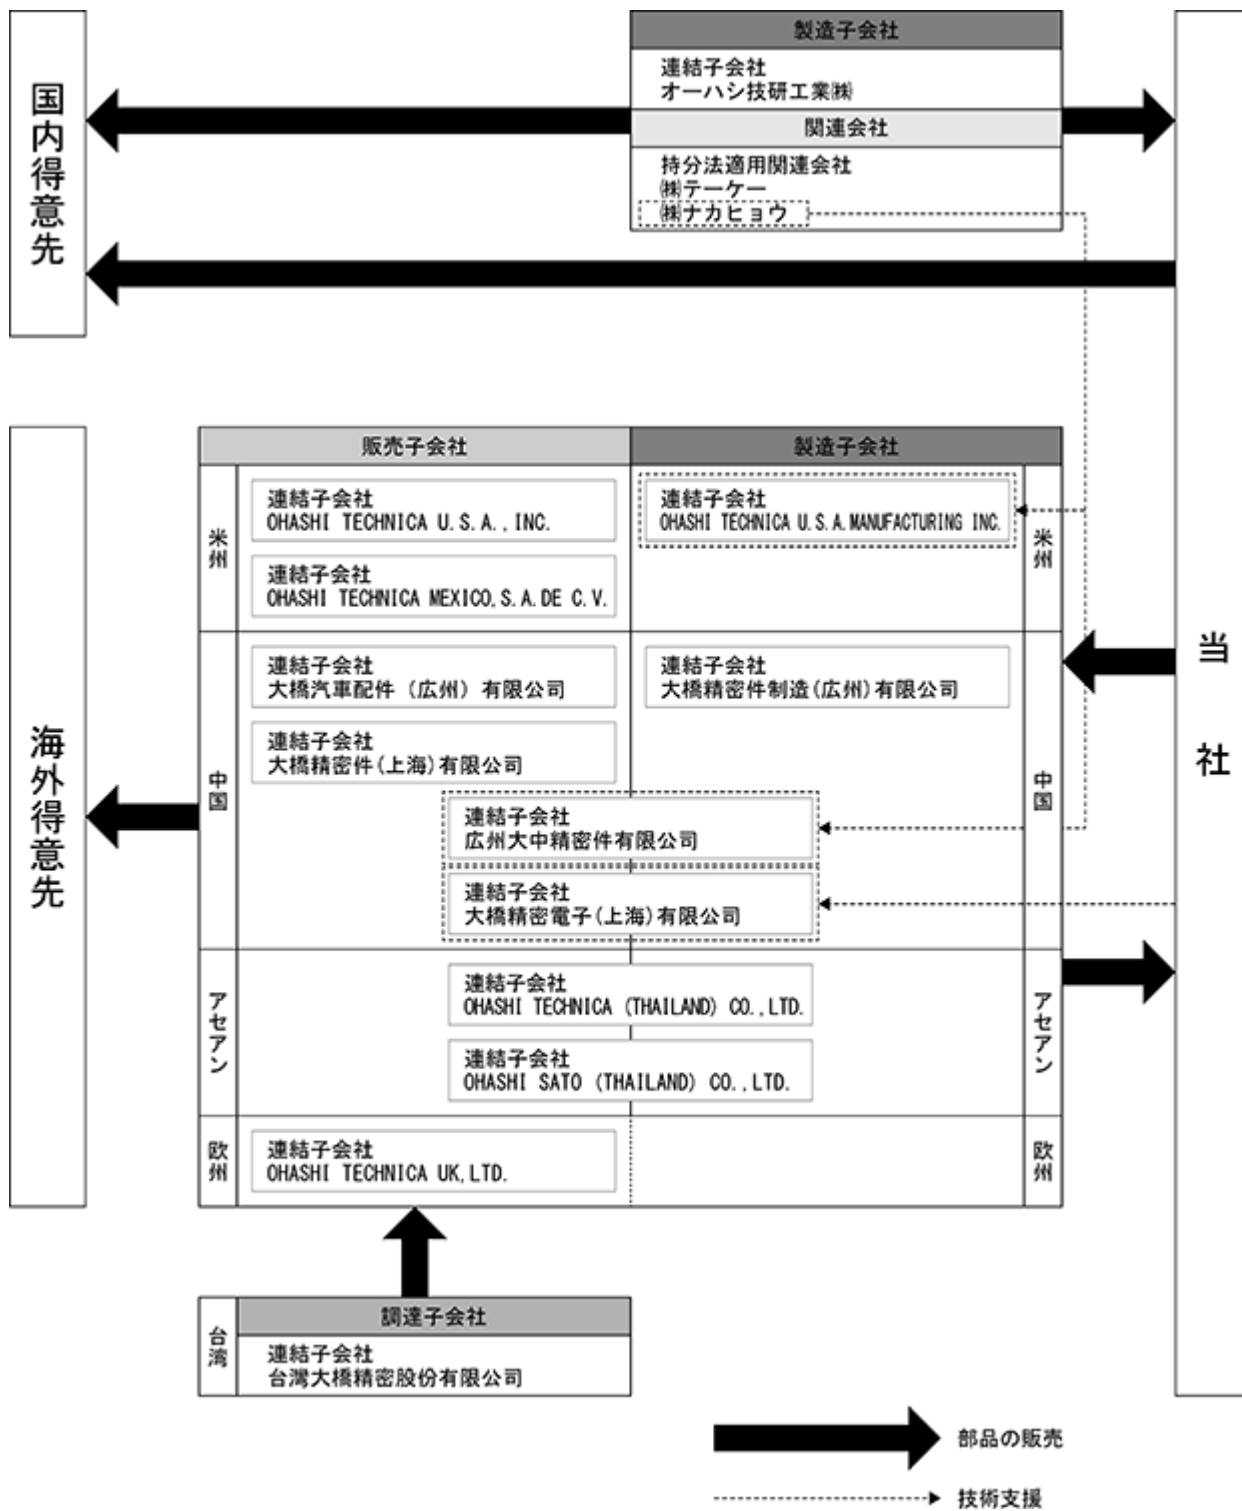 国内得意先
製造子会社
連結子会社
オーハシ技研工業㈱
関連会社
持分法適用関連会社
㈱テーケー
㈱ナカヒョウ
当社
海外得意先
販売子会社
製造子会社
米州
連結子会社
OHASHI TECHNICA U.S.A., INC.
連結子会社
OHASHI TECHNICA MEXICO, S.A. DE C.V.
連結子会社
OHASHI TECHNICA U.S.A. MANUFACTURING INC.
米州
中国
連結子会社
大橋汽車配件（広州）有限公司
連結子会社
大橋精密件(上海)有限公司
連結子会社
大橋精密件制造(広州)有限公司
連結子会社
広州大中精密件有限公司
連結子会社
大橋精密電子(上海)有限公司
中国
アセアン
連結子会社
OHASHI TECHNICA (THAILAND) CO., LTD.
連結子会社
OHASHI SATO (THAILAND) CO., LTD.
アセアン
欧州
連結子会社
OHASHI TECHNICA UK, LTD.
欧州
台湾
調達子会社
連結子会社
台灣大橋精密股份有限公司
部品の販売
技術支援